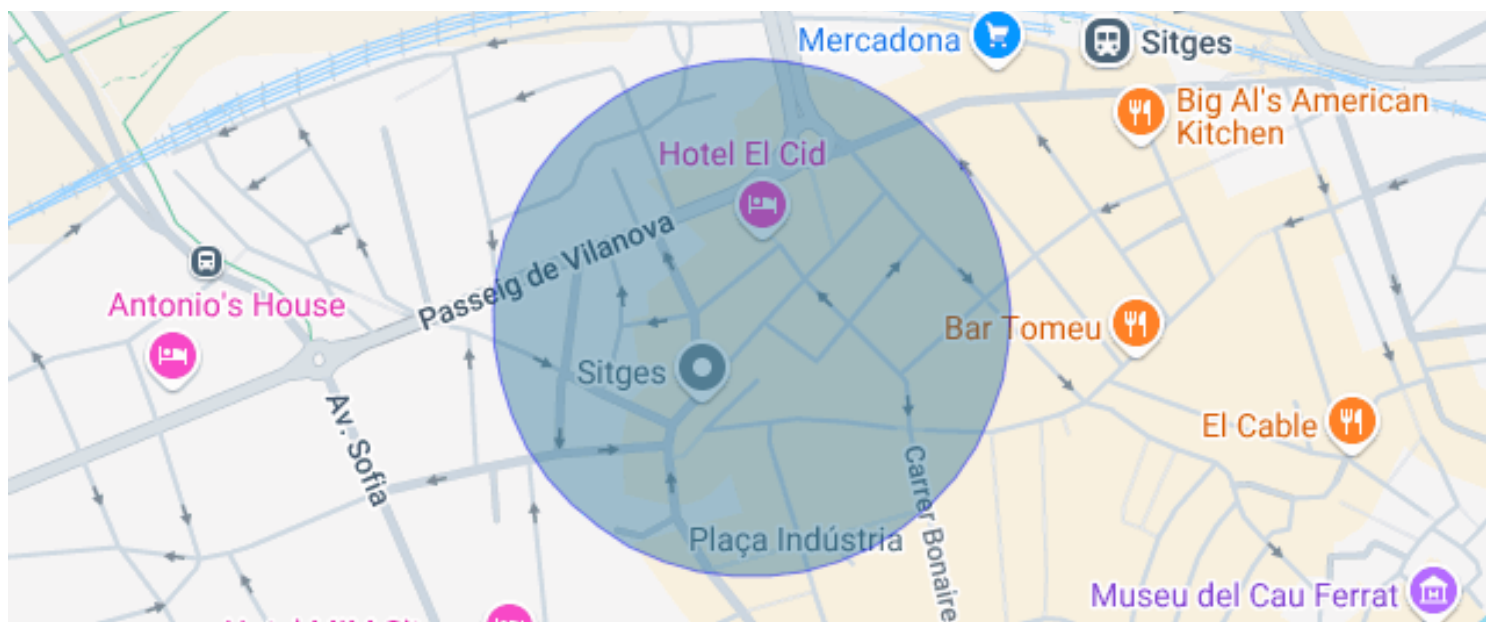 Mercadona
Sitges
Big Al's American
Kitchen
Hotel El Cid
Passeig de Vilanova
Antonio's House
Bar Tomeu
Sitges
Av. Sofia
El Cable
Carrer Bonaire
Plaça Indústria
Museu del Cau Ferrat